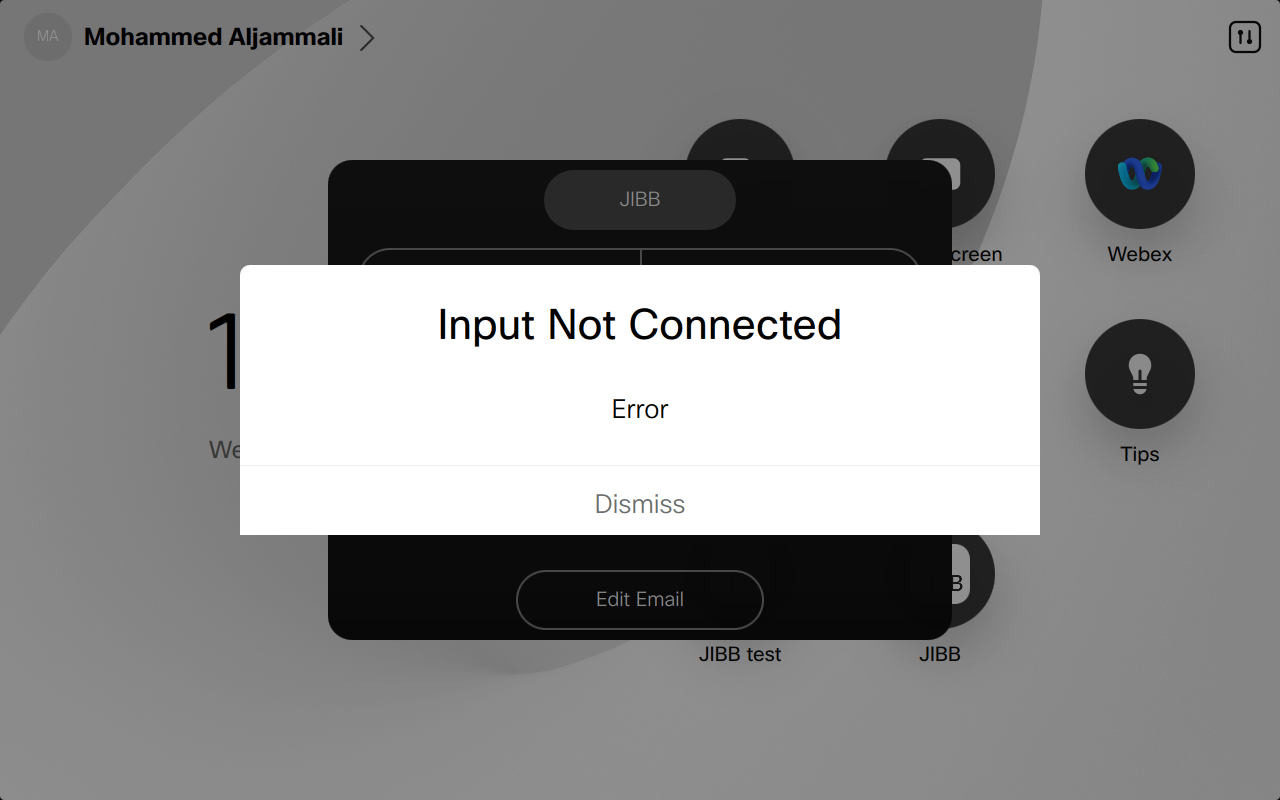 MA
Mohammed Aljammali
JIBB
creen
Webex
1
Input Not Connected
Error
We
Tips
Dismiss
B
Edit Email
JIBB test
JIBB